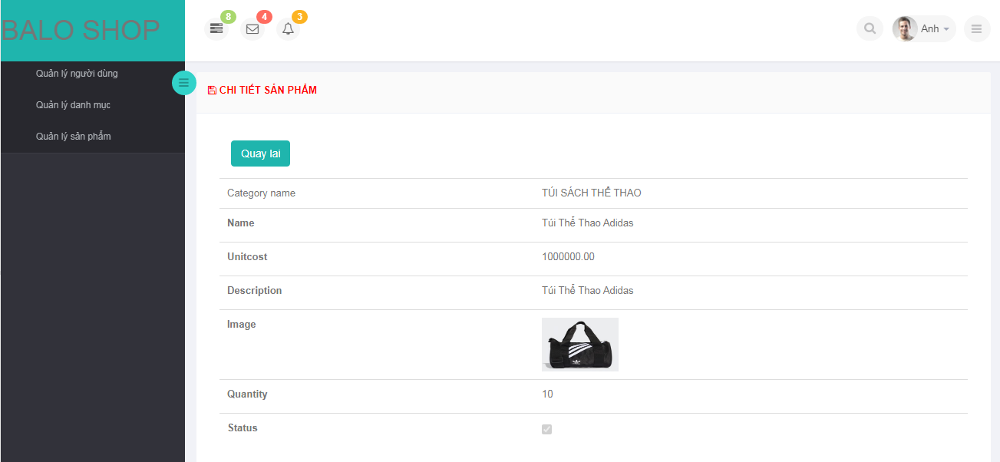 BALO SHOP
8
4
3
Anh
Quản lý người dùng
Quản lý danh mục
Quản lý sản phẩm
CHI TIẾT SẢN PHẨM
Quay lai
Category name TÚI SÁCH THỂ THAO
Name Túi Thể Thao Adidas
Unitcost 1000000.00
Description Túi Thể Thao Adidas
Image
Quantity 10
Status